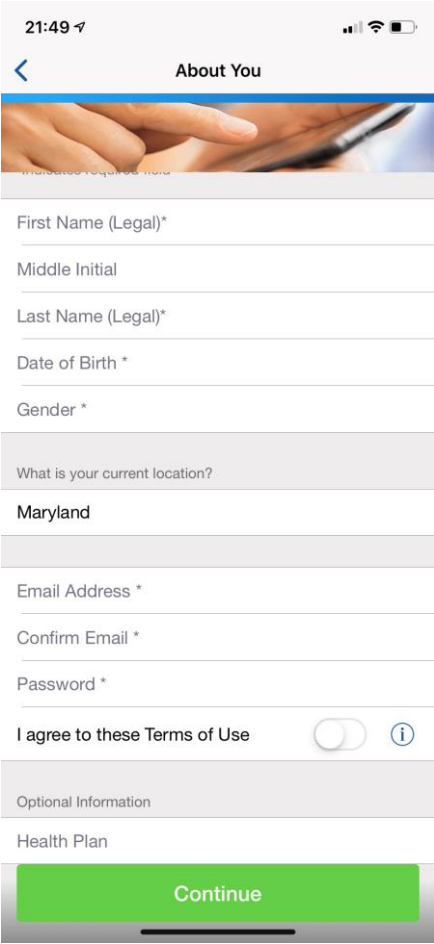 21:49
About You
First Name (Legal)*
Middle Initial
Last Name (Legal)*
Date of Birth *
Gender *
What is your current location?
Maryland
Email Address *
Confirm Email *
Password *
I agree to these Terms of Use
i
Optional Information
Health Plan
Continue